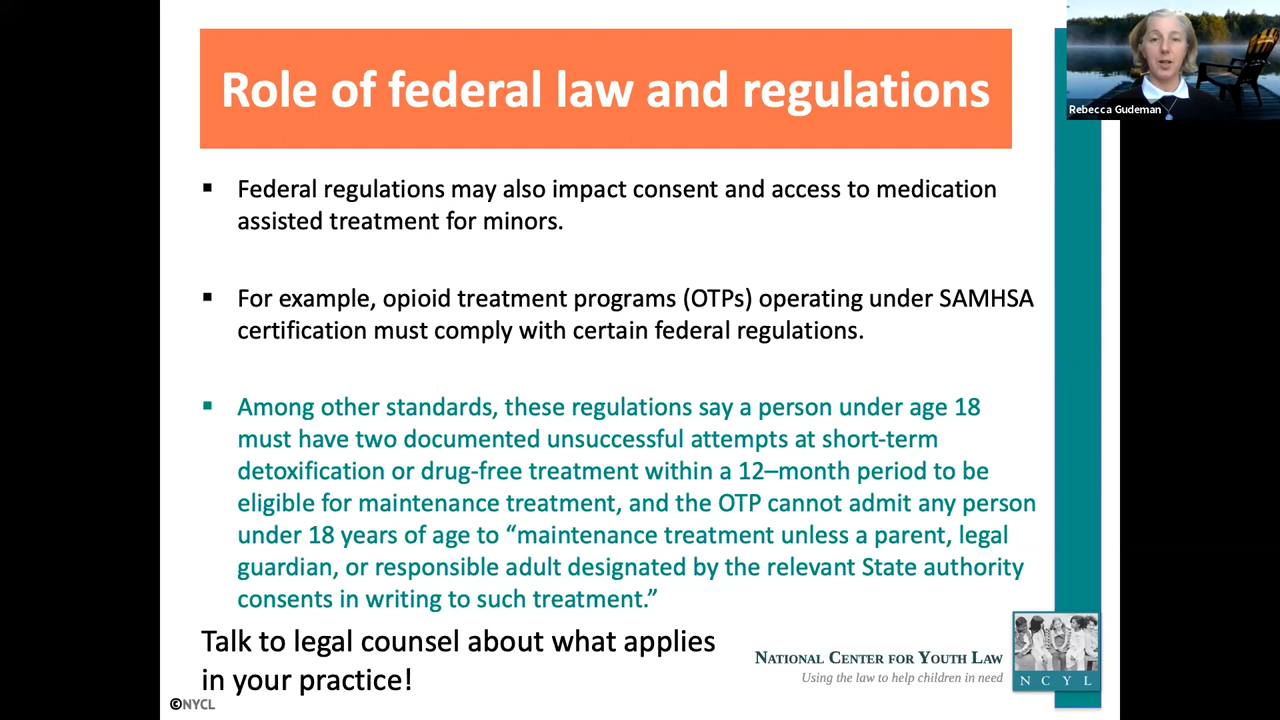 Role of federal law and regulations
Rebecca Gudeman
▪ Federal regulations may also impact consent and access to medication
assisted treatment for minors.
▪ For example, opioid treatment programs (OTPs) operating under SAMHSA
certification must comply with certain federal regulations.
▪ Among other standards, these regulations say a person under age 18
must have two documented unsuccessful attempts at short-term
detoxification or drug-free treatment within a 12–month period to be
eligible for maintenance treatment, and the OTP cannot admit any person
under 18 years of age to “maintenance treatment unless a parent, legal
guardian, or responsible adult designated by the relevant State authority
consents in writing to such treatment.”
Talk to legal counsel about what applies
in your practice!
NATIONAL CENTER FOR YOUTH LAW
Using the law to help children in need
N C Y L
©NYCL